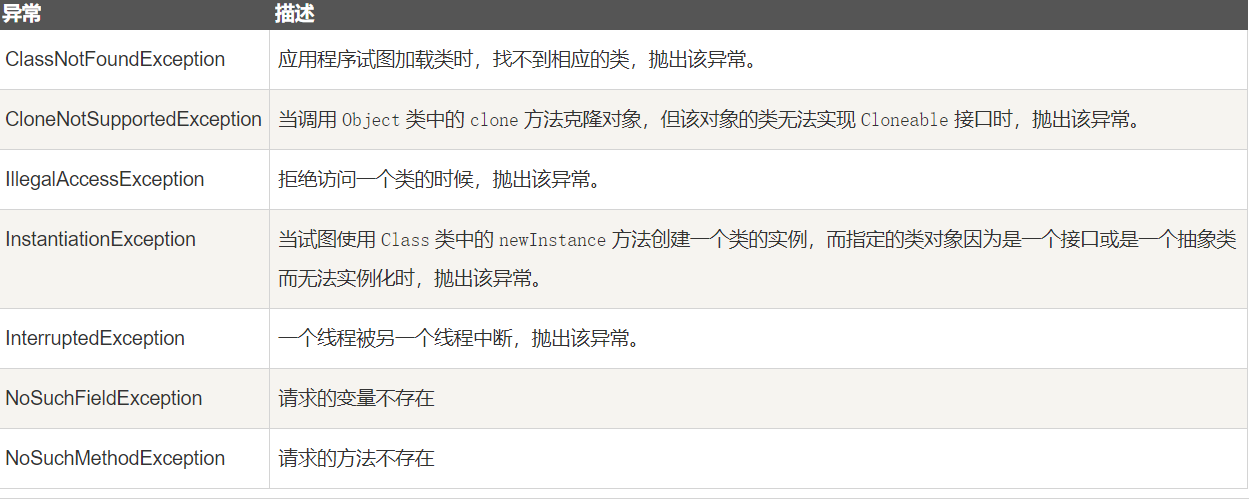 异常 描述
ClassNotFoundException 应用程序试图加载类时，找不到相应的类，抛出该异常。
CloneNotSupportedException 当调用 Object 类中的 clone 方法克隆对象，但该对象的类无法实现 Cloneable 接口时，抛出该异常。
IllegalAccessException 拒绝访问一个类的时候，抛出该异常。
InstantiationException 当试图使用 Class 类中的 newInstance 方法创建一个类的实例，而指定的类对象因为是一个接口或是一个抽象类
而无法实例化时，抛出该异常。
InterruptedException 一个线程被另一个线程中断，抛出该异常。
NoSuchFieldException 请求的变量不存在
NoSuchMethodException 请求的方法不存在